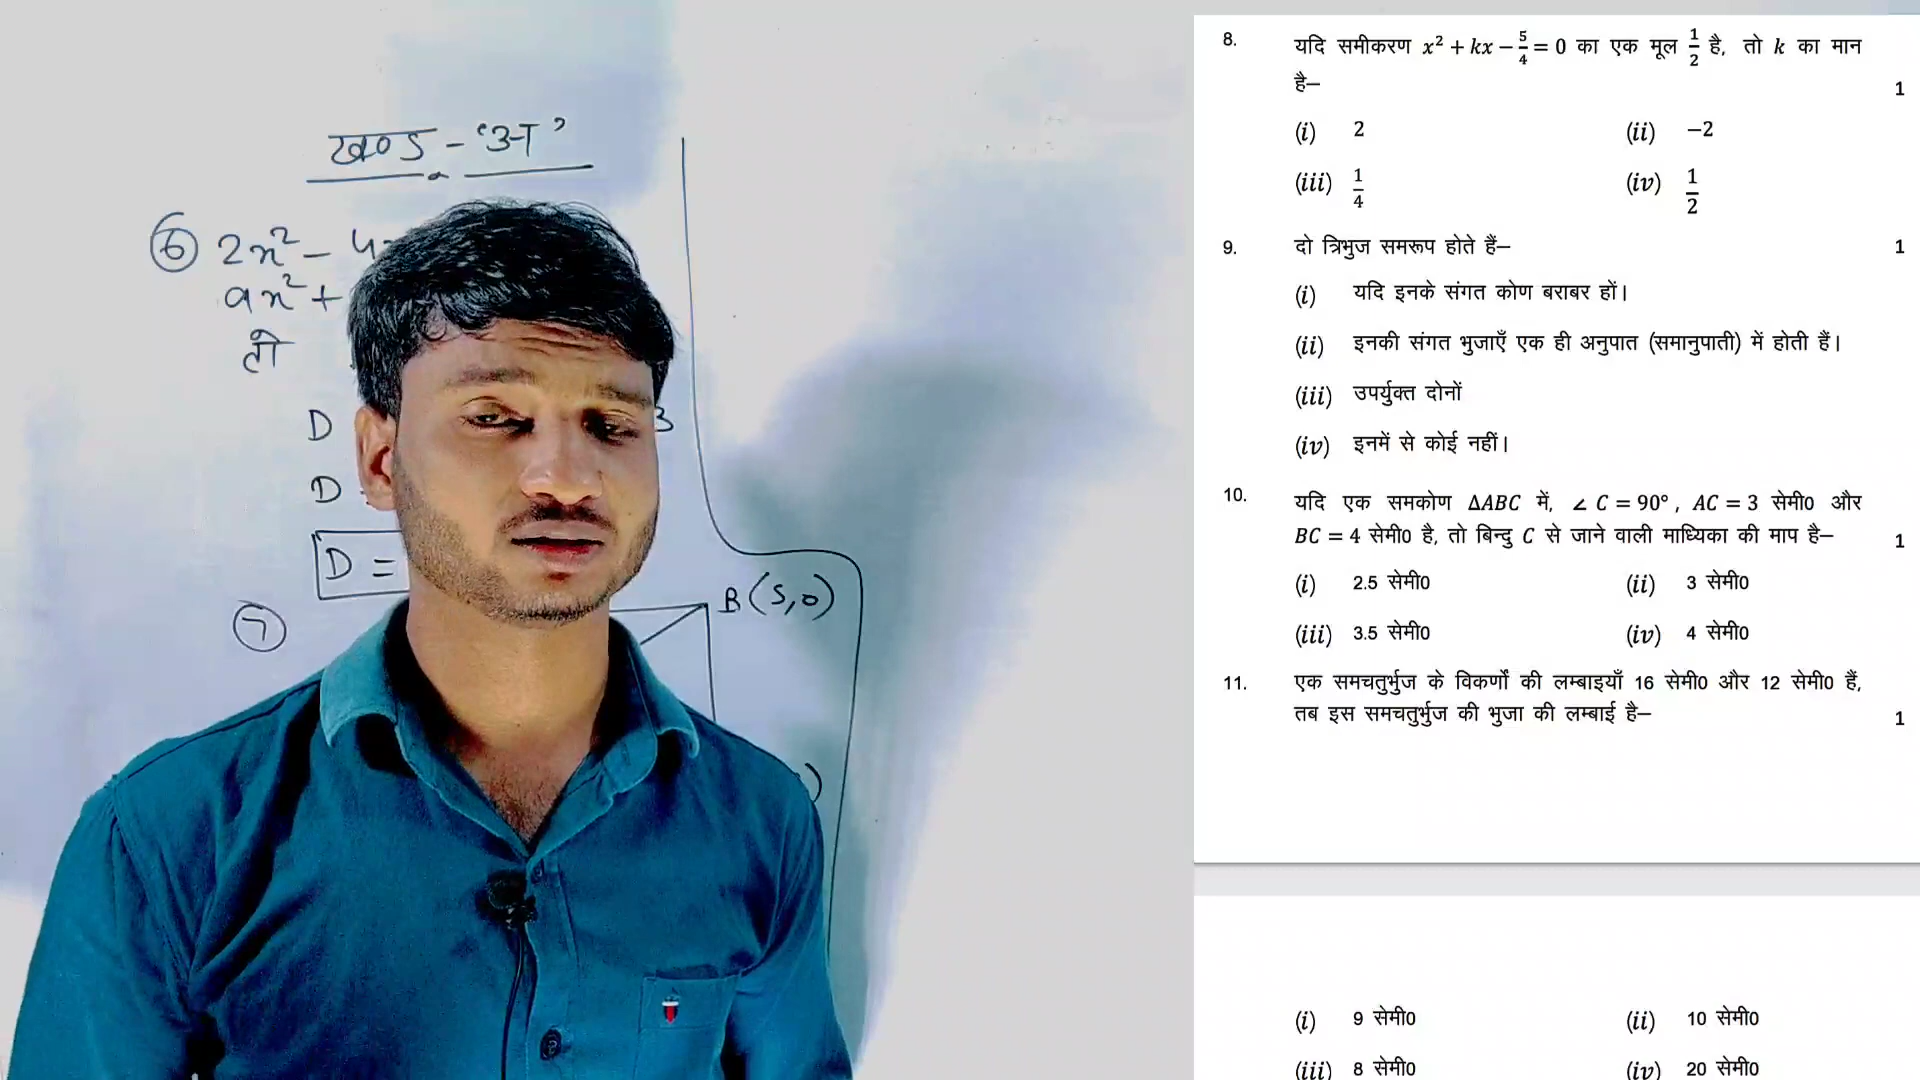 खण्ड - 'अ'
⑥ 2x² - 4
ax² +
तो
D 3
D
D =
⑦ B (5,0)
8. यदि समीकरण x² + kx − 5/4 = 0 का एक मूल 1/2 है, तो k का मान
है– 1
(i) 2 (ii) −2
(iii) 1/4 (iv) 1/2
9. दो त्रिभुज समरूप होते हैं– 1
(i) यदि इनके संगत कोण बराबर हों।
(ii) इनकी संगत भुजाएँ एक ही अनुपात (समानुपाती) में होती हैं।
(iii) उपर्युक्त दोनों
(iv) इनमें से कोई नहीं।
10. यदि एक समकोण ΔABC में, ∠ C = 90°, AC = 3 सेमी0 और
BC = 4 सेमी0 है, तो बिन्दु C से जाने वाली माध्यिका की माप है– 1
(i) 2.5 सेमी0 (ii) 3 सेमी0
(iii) 3.5 सेमी0 (iv) 4 सेमी0
11. एक समचतुर्भुज के विकर्णों की लम्बाइयाँ 16 सेमी0 और 12 सेमी0 हैं,
तब इस समचतुर्भुज की भुजा की लम्बाई है– 1
(i) 9 सेमी0 (ii) 10 सेमी0
(iii) 8 सेमी0 (iv) 20 सेमी0